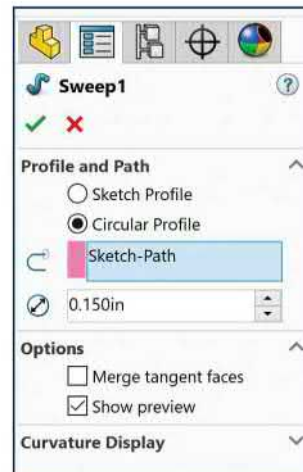 Sweep1
?
Profile and Path
Sketch Profile
Circular Profile
Sketch-Path
0.150in
Options
Merge tangent faces
Show preview
Curvature Display